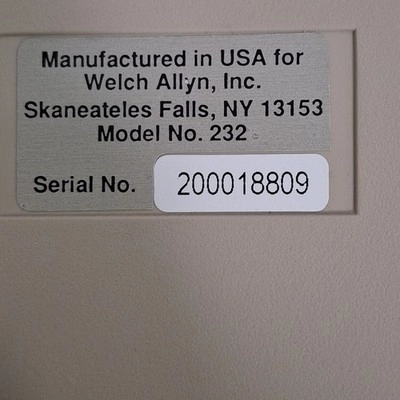 Manufactured in USA for
Welch Allyn, Inc.
Skaneateles Falls, NY 13153
Model No. 232
Serial No. 200018809